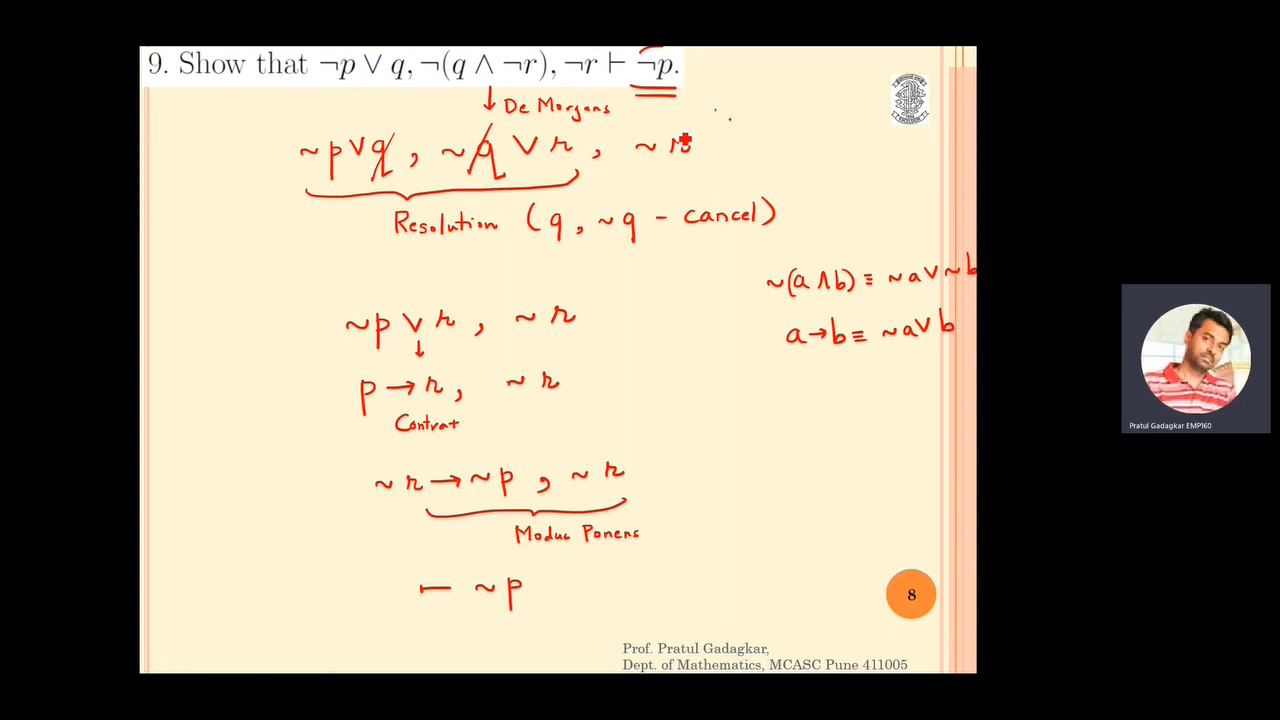 9. Show that ¬p ∨ q, ¬(q ∧ ¬r), ¬r ⊢ ¬p.
↓ De Morgans
~p ∨ q, ~q ∨ r, ~r
Resolution (q, ~q - cancel)
~(a ∧ b) ≡ ~a ∨ ~b
a → b ≡ ~a ∨ b
~p ∨ r, ~r
↓
p → r, ~r
Contra+
~r → ~p, ~r
Modus Ponens
⊢ ~p
Pratul Gadagkar EMP160
8
Prof. Pratul Gadagkar,
Dept. of Mathematics, MCASC Pune 411005